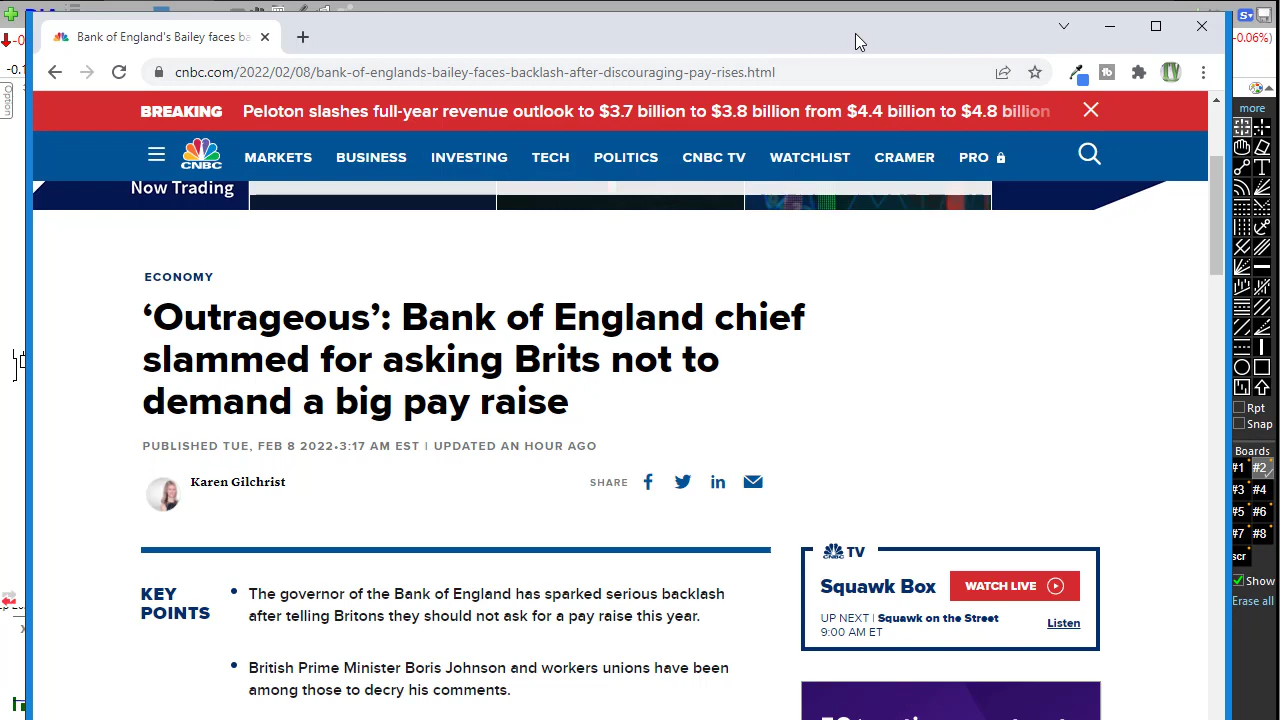 Bank of England's Bailey faces ba
cnbc.com/2022/02/08/bank-of-englands-bailey-faces-backlash-after-discouraging-pay-rises.html
-0.06%)
BREAKING Peloton slashes full-year revenue outlook to $3.7 billion to $3.8 billion from $4.4 billion to $4.8 billion
CNBC MARKETS BUSINESS INVESTING TECH POLITICS CNBC TV WATCHLIST CRAMER PRO
Now Trading
ECONOMY
‘Outrageous’: Bank of England chief
slammed for asking Brits not to
demand a big pay raise
PUBLISHED TUE, FEB 8 2022•3:17 AM EST | UPDATED AN HOUR AGO
Karen Gilchrist
SHARE
KEY
POINTS
The governor of the Bank of England has sparked serious backlash
after telling Britons they should not ask for a pay raise this year.
British Prime Minister Boris Johnson and workers unions have been
among those to decry his comments.
CNBC TV
Squawk Box
WATCH LIVE
UP NEXT | Squawk on the Street
9:00 AM ET
Listen
Option
more
Rpt
Snap
Boards
#1 #2
#3 #4
#5 #6
#7 #8
scr
Show
Erase all